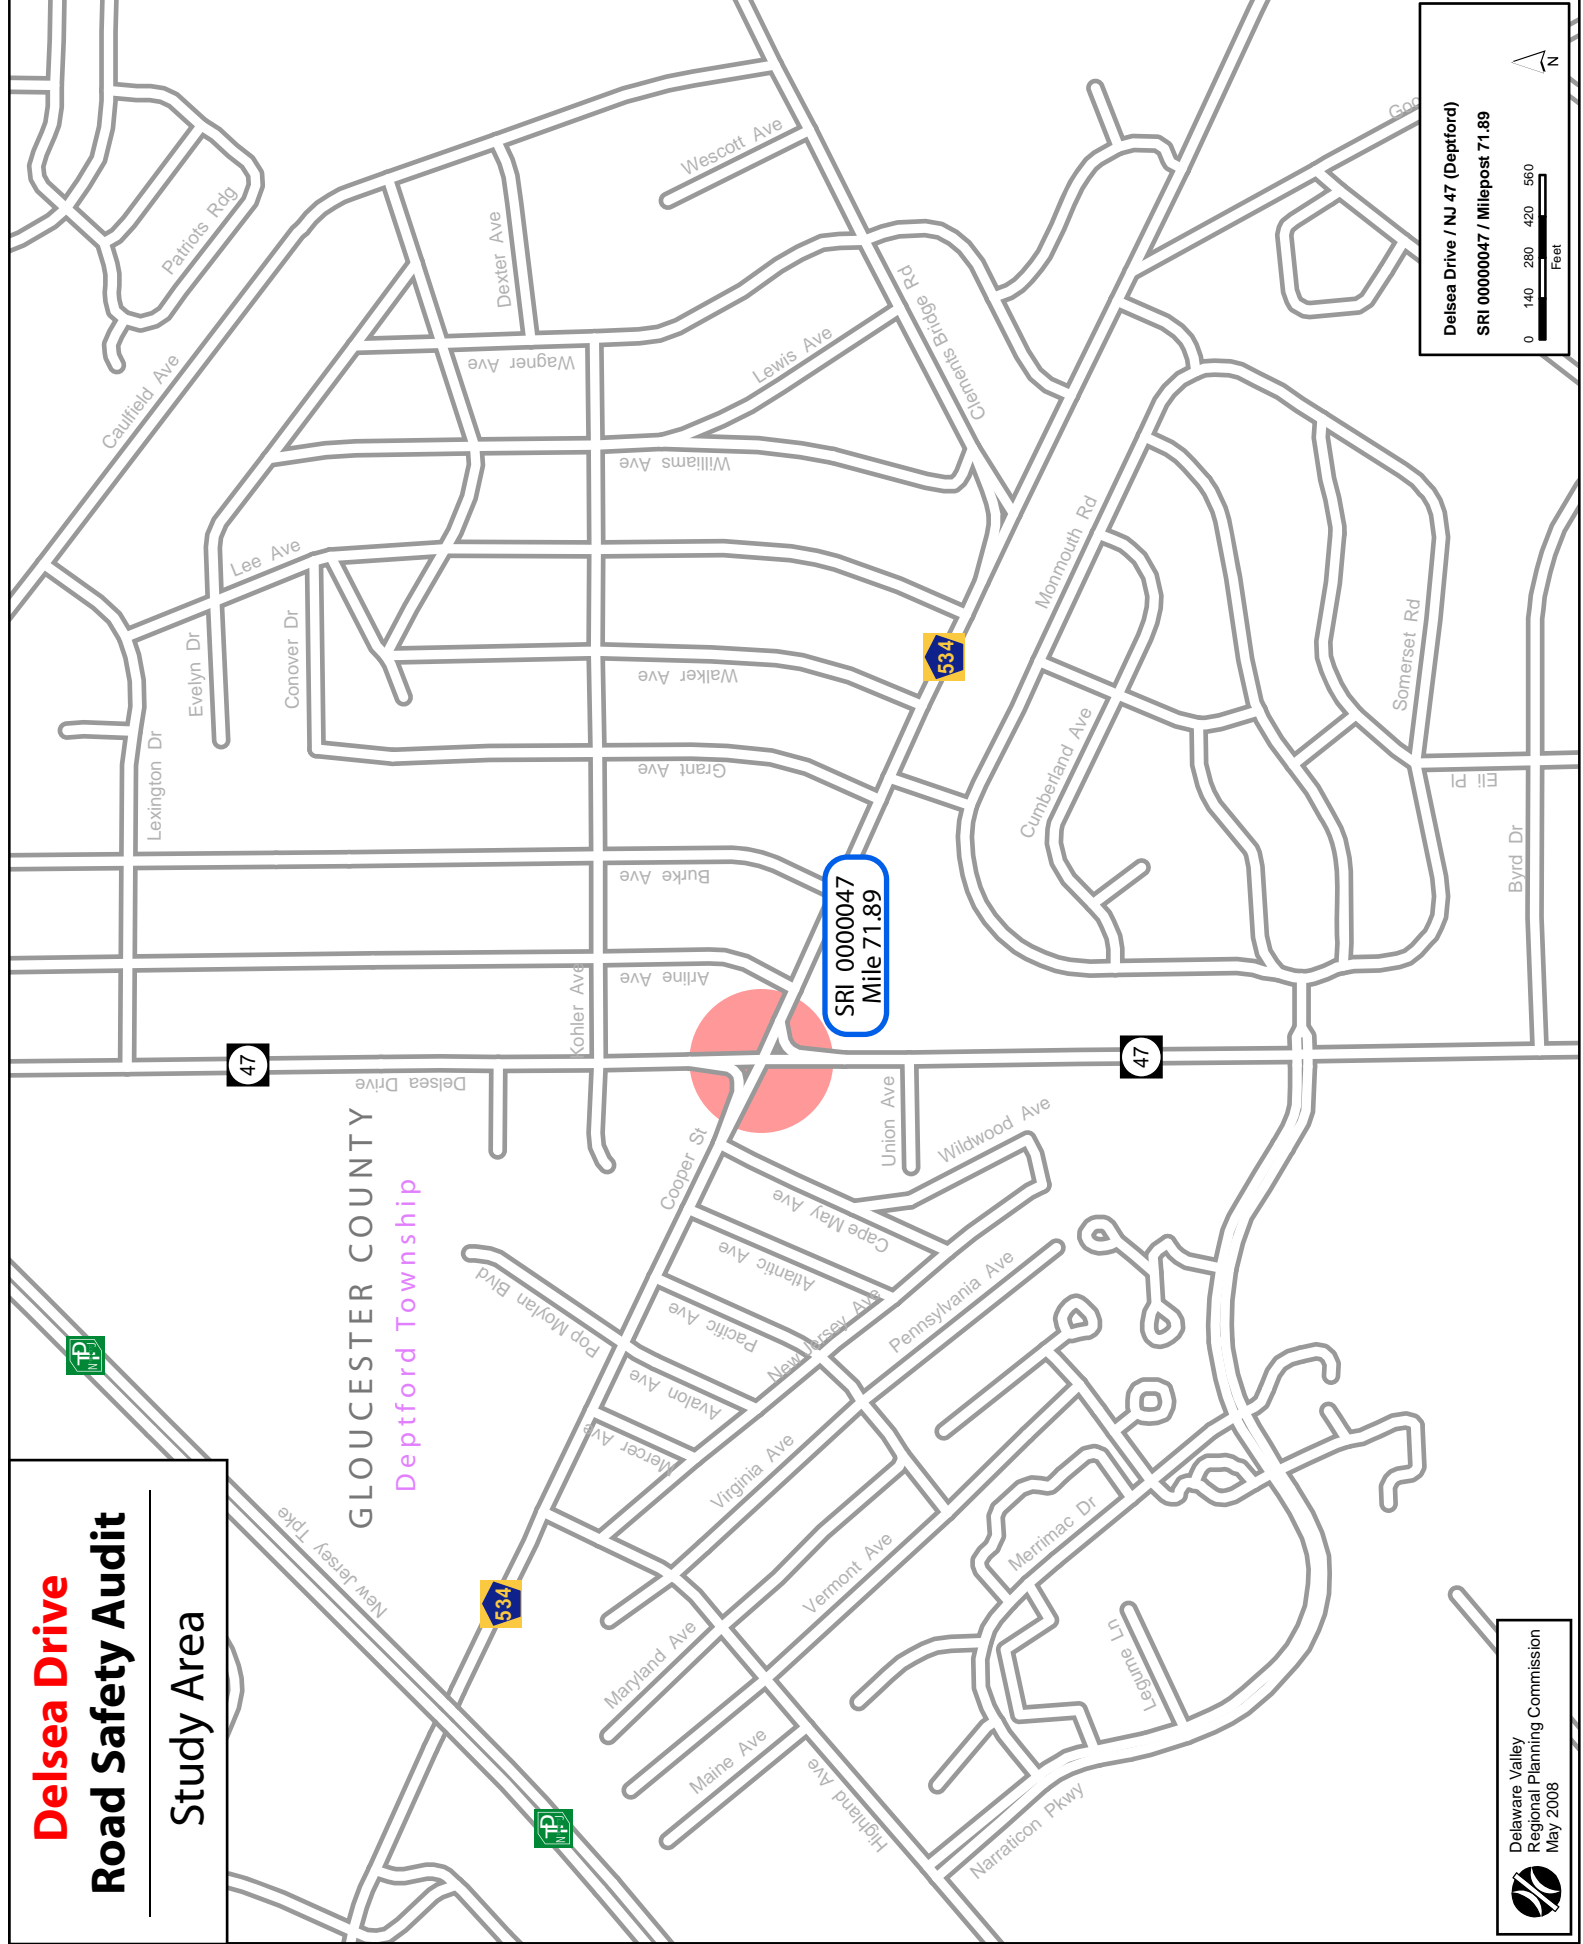 Delsea Drive
Road Safety Audit
Study Area
GLOUCESTER COUNTY
Deptford Township
New Jersey Tpke
534
Cooper St
Pop Moylan Blvd
Mercer Ave
Avalon Ave
Pacific Ave
Atlantic Ave
Cape May Ave
New Jersey Ave
Wildwood Ave
Union Ave
Pennsylvania Ave
Virginia Ave
Vermont Ave
Maryland Ave
Maine Ave
Highland Ave
Narraticon Pkwy
Merrimac Dr
Legume Ln
47
Delsea Drive
47
SRI 0000047
Mile 71.89
Kohler Ave
Arline Ave
Burke Ave
Grant Ave
Walker Ave
534
Williams Ave
Wagner Ave
Lewis Ave
Dexter Ave
Wescott Ave
Clements Bridge Rd
Lexington Dr
Evelyn Dr
Conover Dr
Lee Ave
Caulfield Ave
Patriots Rdg
Monmouth Rd
Cumberland Ave
Somerset Rd
Eli Pl
Byrd Dr
Goo
Delsea Drive / NJ 47 (Deptford)
SRI 00000047 / Milepost 71.89
0 140 280 420 560
Feet
N
Delaware Valley
Regional Planning Commission
May 2008